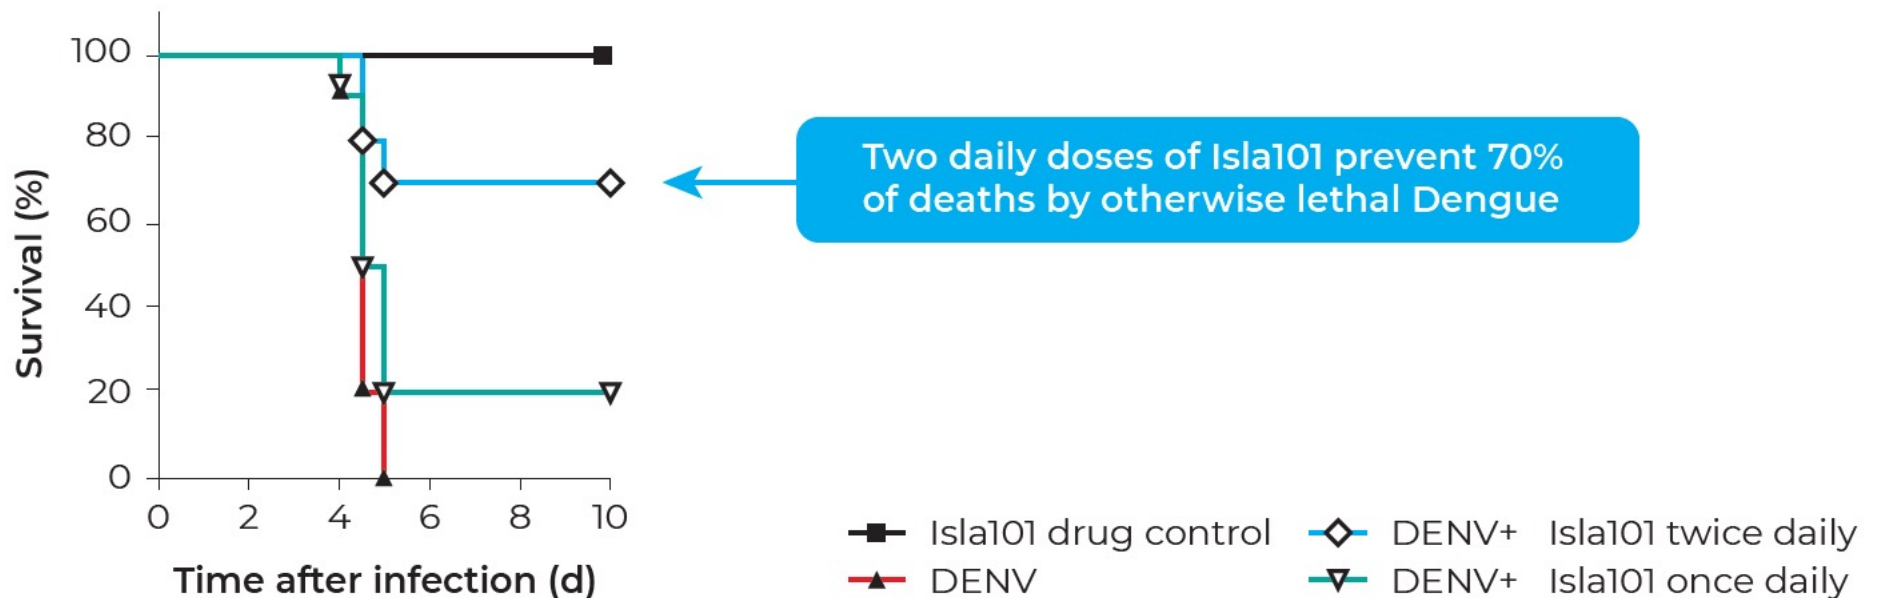 Survival (%)
100
80
60
40
20
0
0 2 4 6 8 10
Time after infection (d)
Two daily doses of Isla101 prevent 70%
of deaths by otherwise lethal Dengue
Isla101 drug control
DENV
DENV+ Isla101 twice daily
DENV+ Isla101 once daily